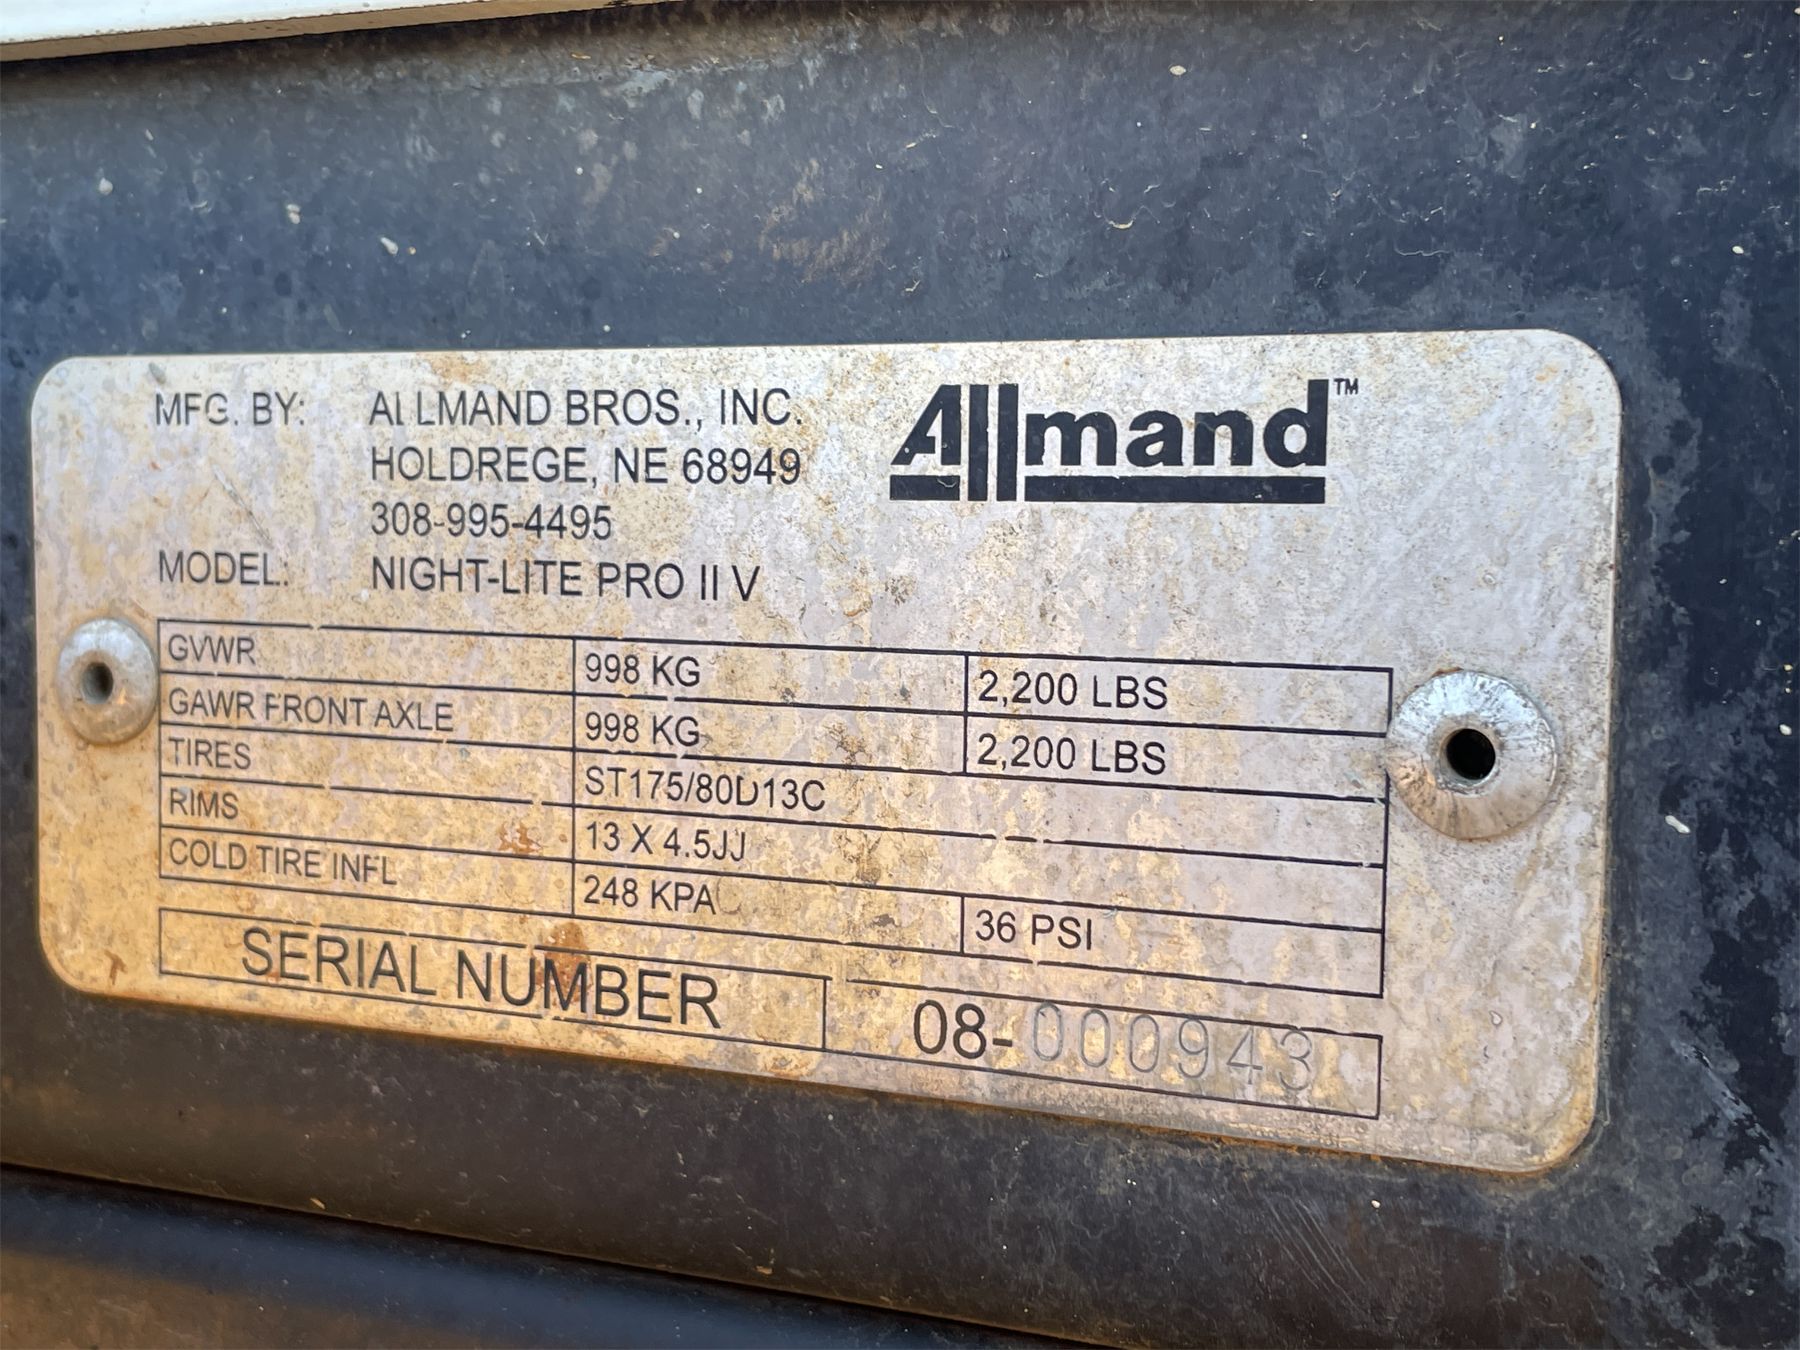 MFG. BY: ALLMAND BROS., INC.
HOLDREGE, NE 68949
308-995-4495
MODEL: NIGHT-LITE PRO II V
Allmand™
GVWR 998 KG 2,200 LBS
GAWR FRONT AXLE 998 KG 2,200 LBS
TIRES ST175/80D13C
RIMS 13 X 4.5JJ
COLD TIRE INFL 248 KPA 36 PSI
SERIAL NUMBER 08-000943